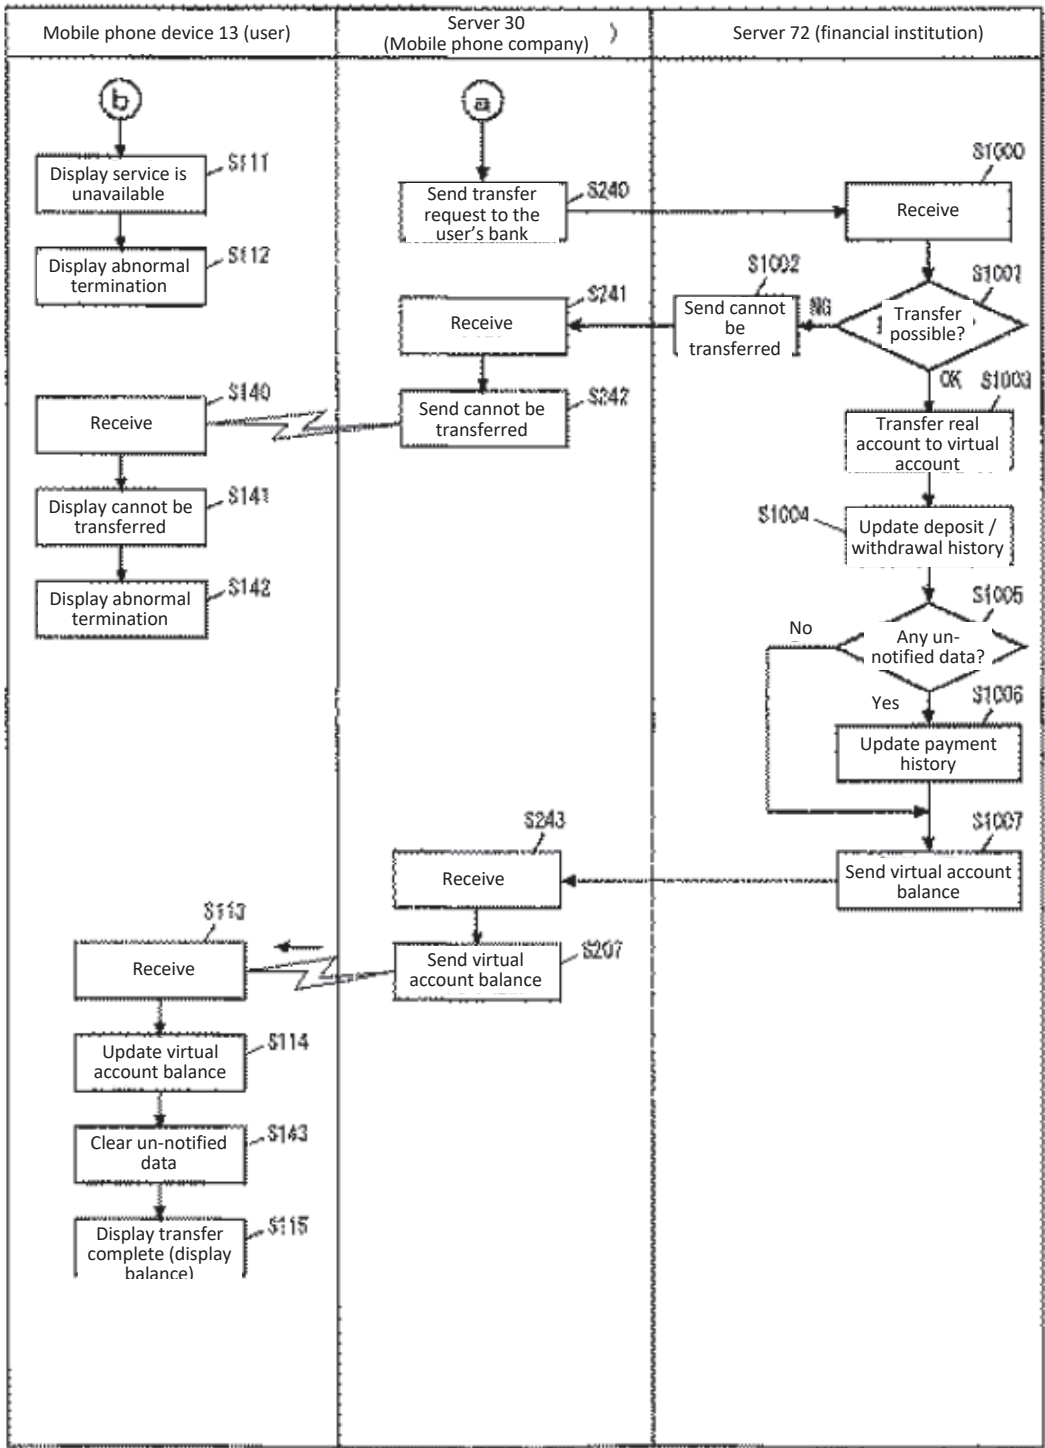 Mobile phone device 13 (user)
Server 30
(Mobile phone company)
Server 72 (financial institution)
b
a
S111
Display service is
unavailable
S112
Display abnormal
termination
S240
Send transfer
request to the
user's bank
S1000
Receive
S1002
Send cannot
be
transferred
NG
S1001
Transfer
possible?
OK
S241
Receive
S242
Send cannot be
transferred
S140
Receive
S141
Display cannot be
transferred
S142
Display abnormal
termination
S1003
Transfer real
account to virtual
account
S1004
Update deposit /
withdrawal history
S1005
Any un-
notified data?
No
Yes
S1006
Update payment
history
S1007
Send virtual account
balance
S243
Receive
S207
Send virtual
account balance
S113
Receive
S114
Update virtual
account balance
S143
Clear un-notified
data
S115
Display transfer
complete (display
balance)